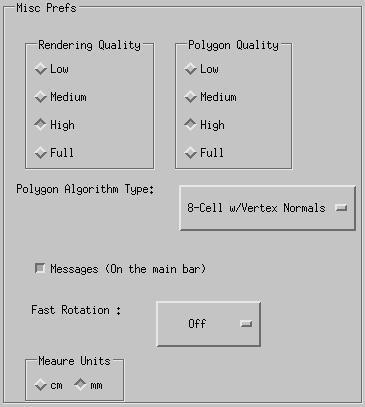 Misc Prefs
Rendering Quality
Low
Medium
High
Full
Polygon Quality
Low
Medium
High
Full
Polygon Algorithm Type:
8-Cell w/Vertex Normals
Messages (On the main bar)
Fast Rotation :
Off
Meaure Units
cm
mm